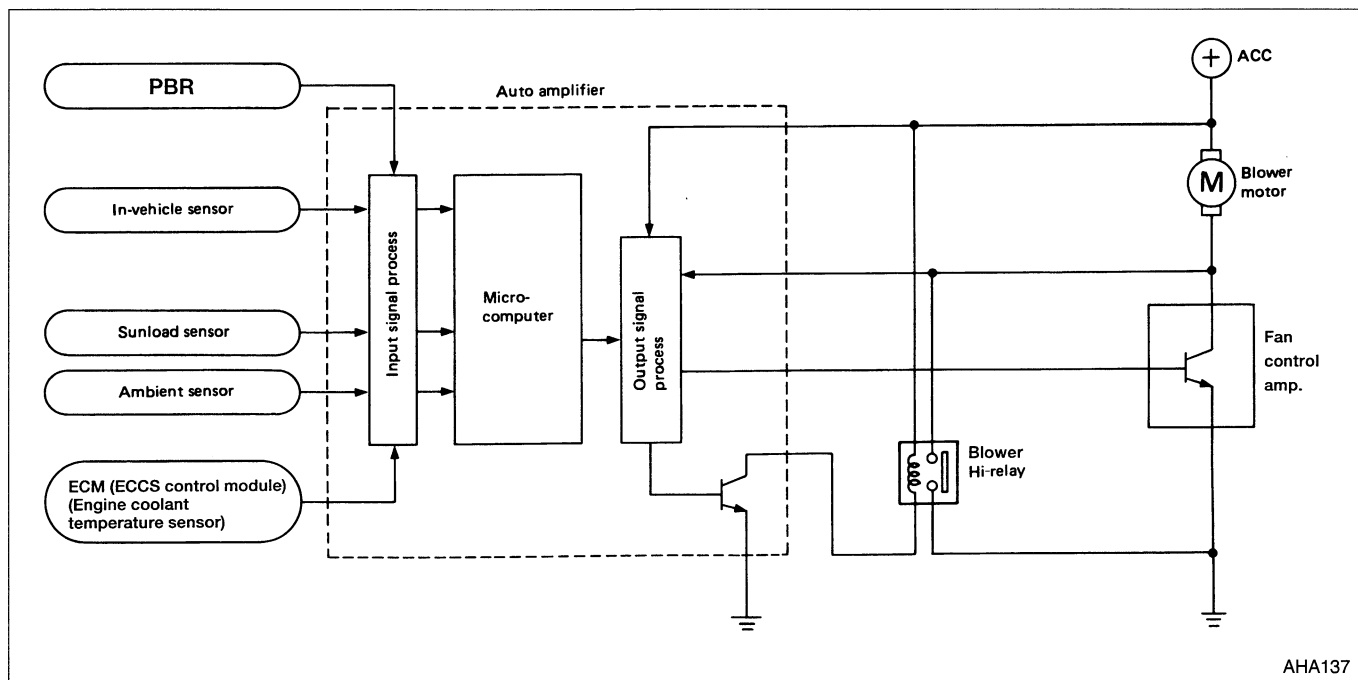 PBR
In-vehicle sensor
Sunload sensor
Ambient sensor
ECM (ECCS control module)
(Engine coolant
temperature sensor)
Auto amplifier
Input signal process
Micro-
computer
Output signal
process
+
ACC
M
Blower
motor
Fan
control
amp.
Blower
Hi-relay
AHA137